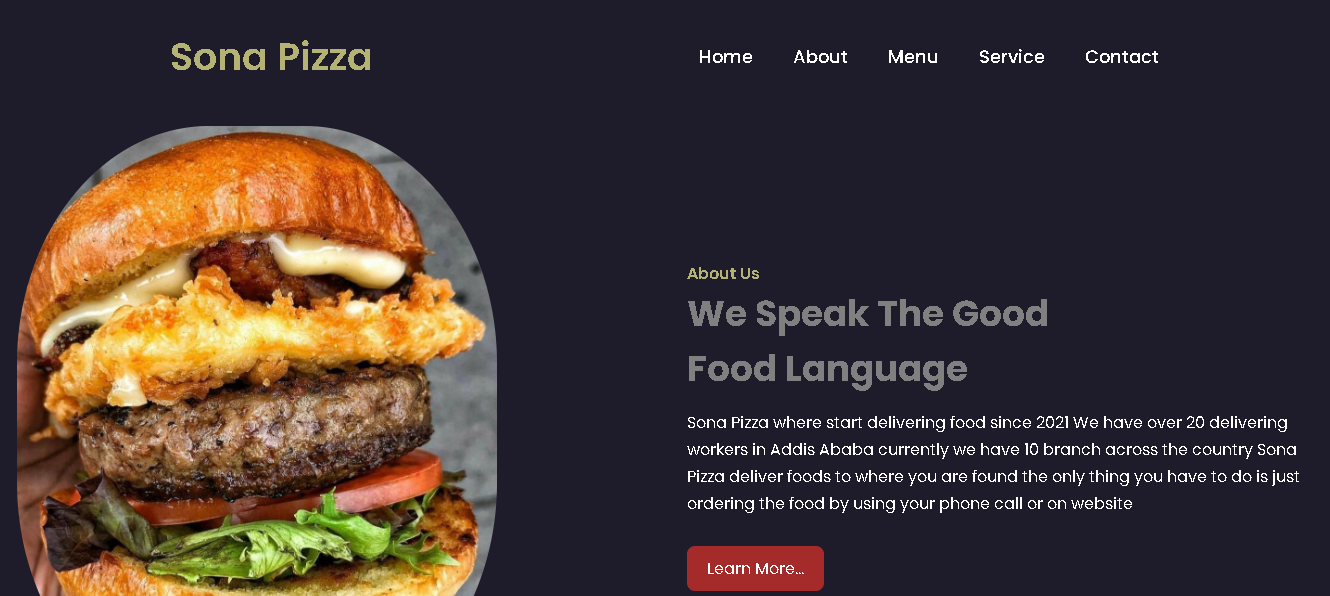 Sona Pizza
Home About Menu Service Contact
About Us
We Speak The Good
Food Language
Sona Pizza where start delivering food since 2021 We have over 20 delivering
workers in Addis Ababa currently we have 10 branch across the country Sona
Pizza deliver foods to where you are found the only thing you have to do is just
ordering the food by using your phone call or on website
Learn More...